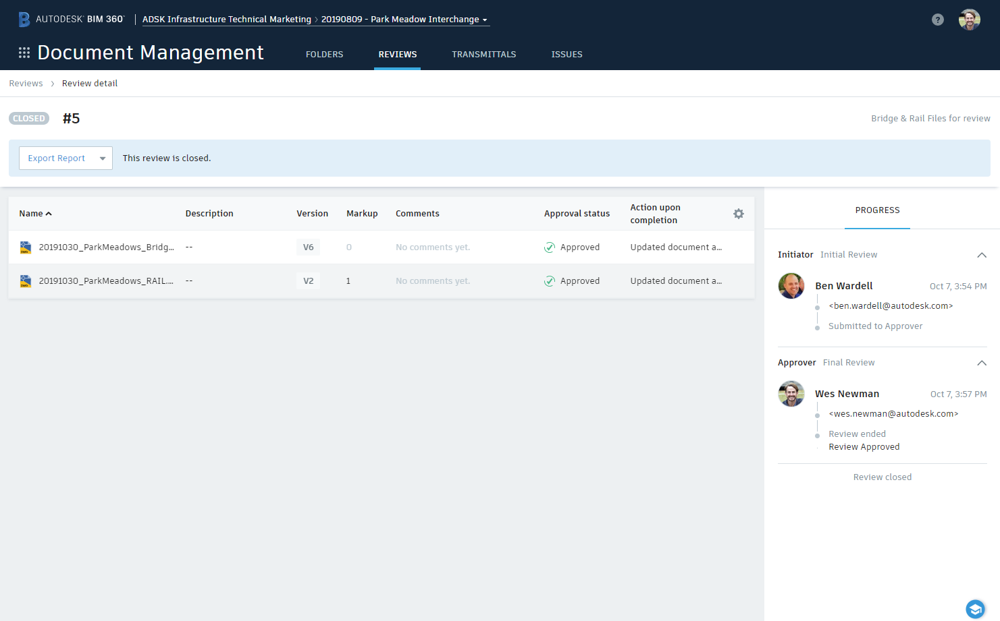 AUTODESK® BIM 360™ ADSK Infrastructure Technical Marketing > 20190809 - Park Meadow Interchange
?
Document Management FOLDERS REVIEWS TRANSMITTALS ISSUES
Reviews > Review detail
CLOSED #5 Bridge & Rail Files for review
Export Report This review is closed.
Name Description Version Markup Comments Approval status Action upon completion
20191030_ParkMeadows_Bridg... -- V6 0 No comments yet. Approved Updated document a...
20191030_ParkMeadows_RAIL.... -- V2 1 No comments yet. Approved Updated document a...
PROGRESS
Initiator Initial Review
Ben Wardell Oct 7, 3:54 PM
<ben.wardell@autodesk.com>
Submitted to Approver
Approver Final Review
Wes Newman Oct 7, 3:57 PM
<wes.newman@autodesk.com>
Review ended
Review Approved
Review closed